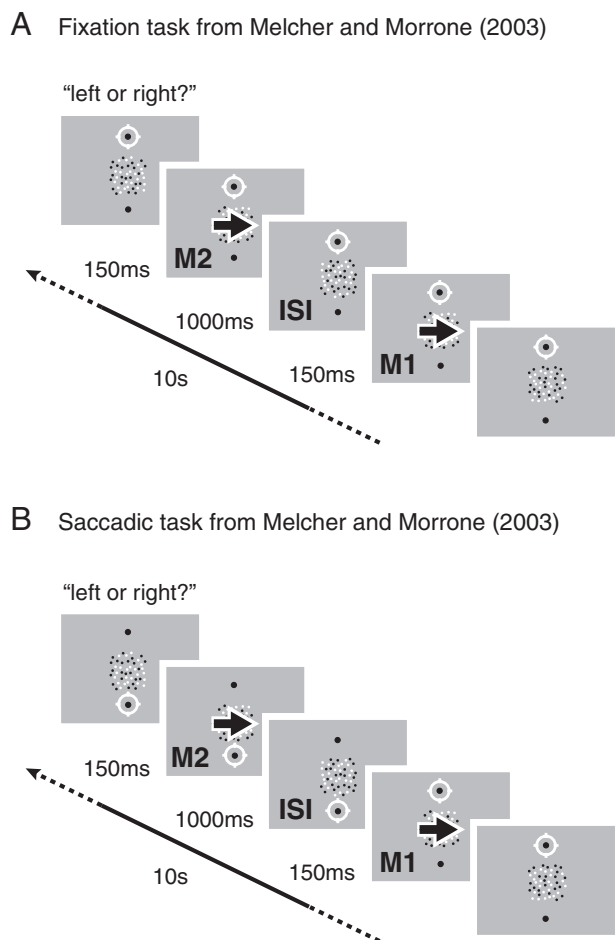 A Fixation task from Melcher and Morrone (2003)
“left or right?”
M2
150ms
ISI
1000ms
M1
150ms
10s
B Saccadic task from Melcher and Morrone (2003)
“left or right?”
M2
150ms
ISI
1000ms
M1
150ms
10s